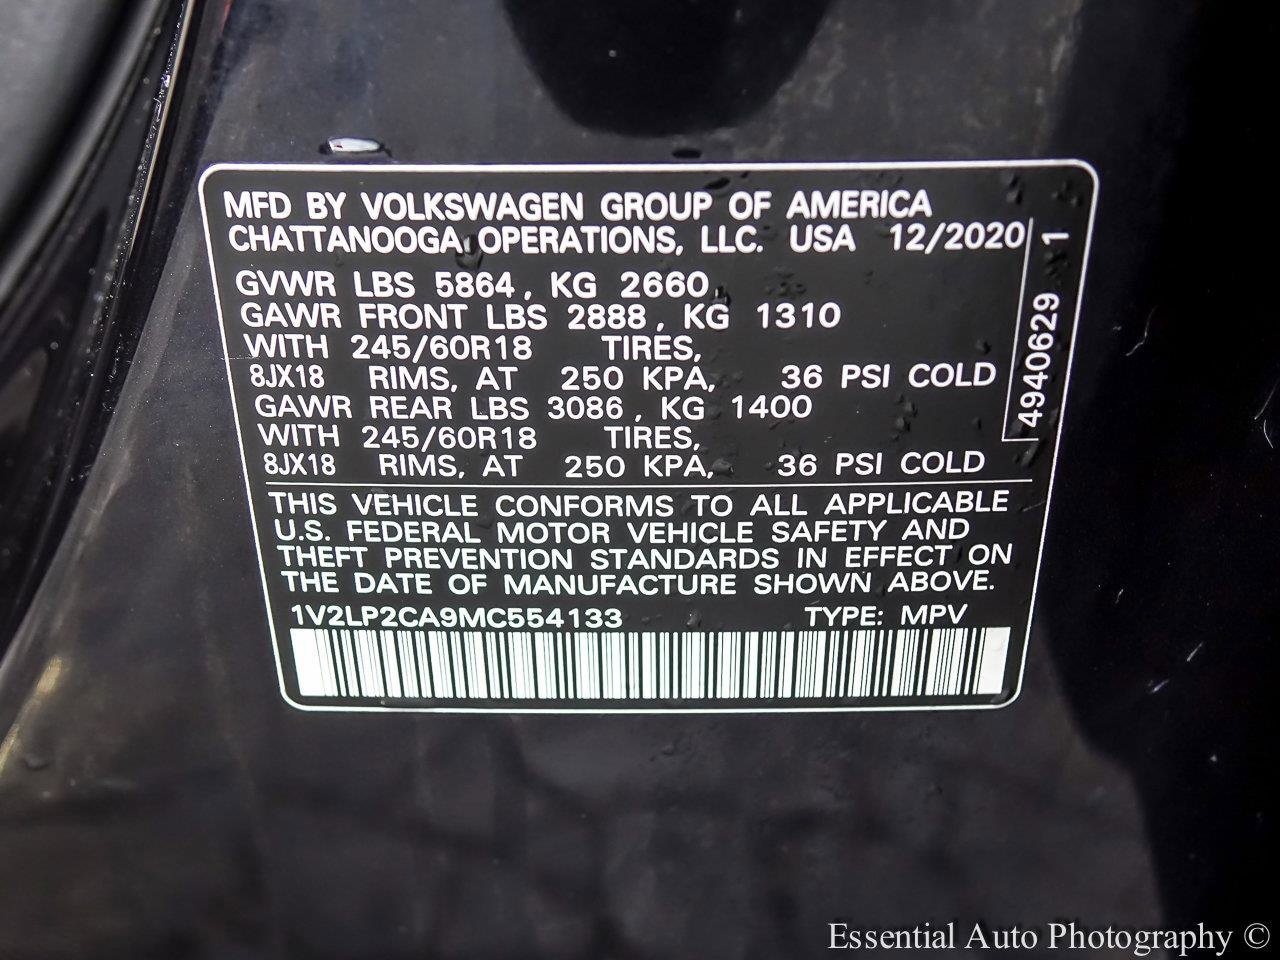 MFD BY VOLKSWAGEN GROUP OF AMERICA
CHATTANOOGA OPERATIONS, LLC. USA 12/2020
GVWR LBS 5864, KG 2660,
GAWR FRONT LBS 2888, KG 1310
WITH 245/60R18 TIRES,
8JX18 RIMS, AT 250 KPA, 36 PSI COLD
GAWR REAR LBS 3086, KG 1400
WITH 245/60R18 TIRES,
8JX18 RIMS, AT 250 KPA, 36 PSI COLD
4940629 1
THIS VEHICLE CONFORMS TO ALL APPLICABLE
U.S. FEDERAL MOTOR VEHICLE SAFETY AND
THEFT PREVENTION STANDARDS IN EFFECT ON
THE DATE OF MANUFACTURE SHOWN ABOVE.
1V2LP2CA9MC554133 TYPE: MPV
Essential Auto Photography ©